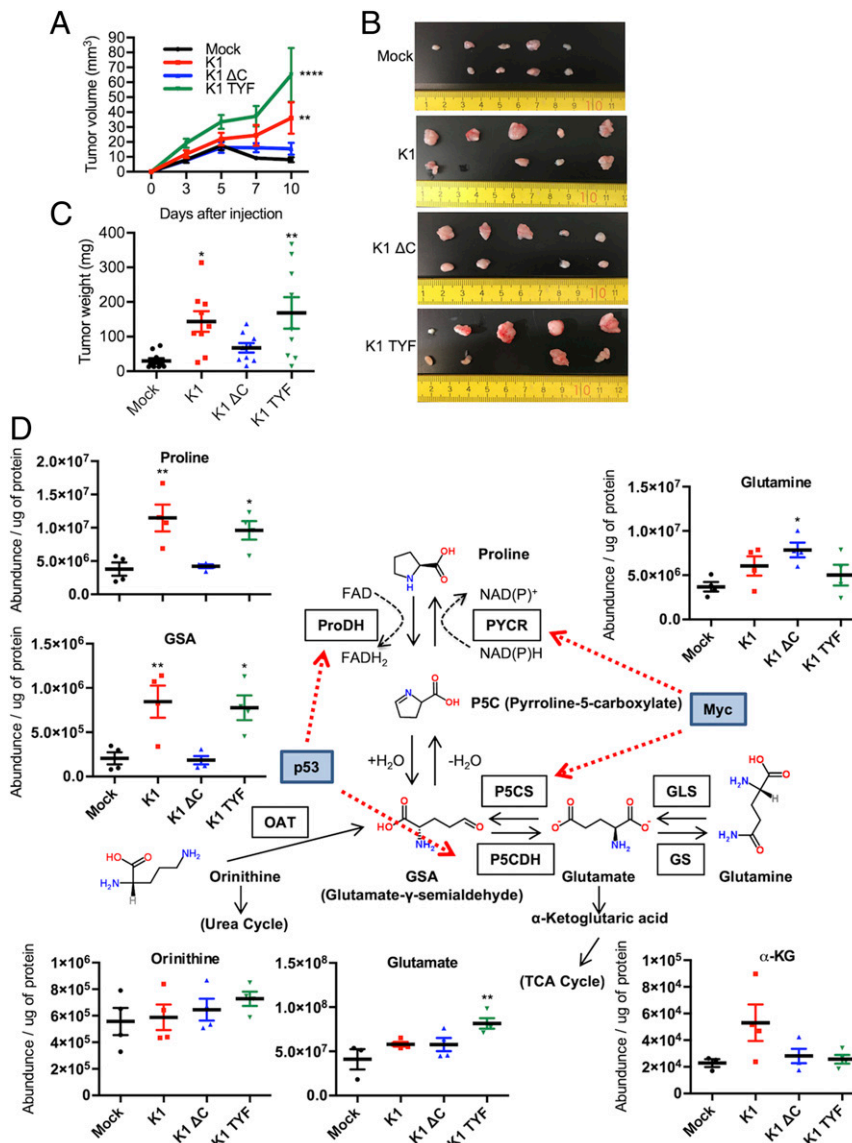 A
Tumor volume (mm3)
90
80
70
60
50
40
30
20
10
0
Mock
K1
K1 ΔC
K1 TYF
****
**
0 3 5 7 10
Days after injection
B
Mock
K1
K1 ΔC
K1 TYF
C
Tumor weight (mg)
400
300
200
100
0
*
**
Mock K1 K1 ΔC K1 TYF
D
Proline
Abundance / ug of protein
2.0×10⁷
1.5×10⁷
1.0×10⁷
5.0×10⁶
0.0
**
*
GSA
Abundance / ug of protein
1.5×10⁶
1.0×10⁶
5.0×10⁵
0.0
**
*
Mock K1 K1 ΔC K1 TYF
Glutamine
Abundance / ug of protein
1.5×10⁷
1.0×10⁷
5.0×10⁶
0.0
*
Mock K1 K1 ΔC K1 TYF
Proline
FAD
NAD(P)⁺
ProDH
PYCR
FADH₂
NAD(P)H
P5C (Pyrroline-5-carboxylate)
Myc
p53
+H₂O
-H₂O
OAT
P5CS
GLS
P5CDH
GS
Orinithine
GSA
Glutamate
Glutamine
(Glutamate-γ-semialdehyde)
(Urea Cycle)
α-Ketoglutaric acid
(TCA Cycle)
Orinithine
Abundance / ug of protein
1×10⁶
9×10⁵
8×10⁵
7×10⁵
6×10⁵
5×10⁵
4×10⁵
3×10⁵
2×10⁵
Mock K1 K1 ΔC K1 TYF
Glutamate
1.5×10⁸
1.0×10⁸
5.0×10⁷
0.0
**
Mock K1 K1 ΔC K1 TYF
α-KG
Abundance / ug of protein
1×10⁵
8×10⁴
6×10⁴
4×10⁴
2×10⁴
0
Mock K1 K1 ΔC K1 TYF